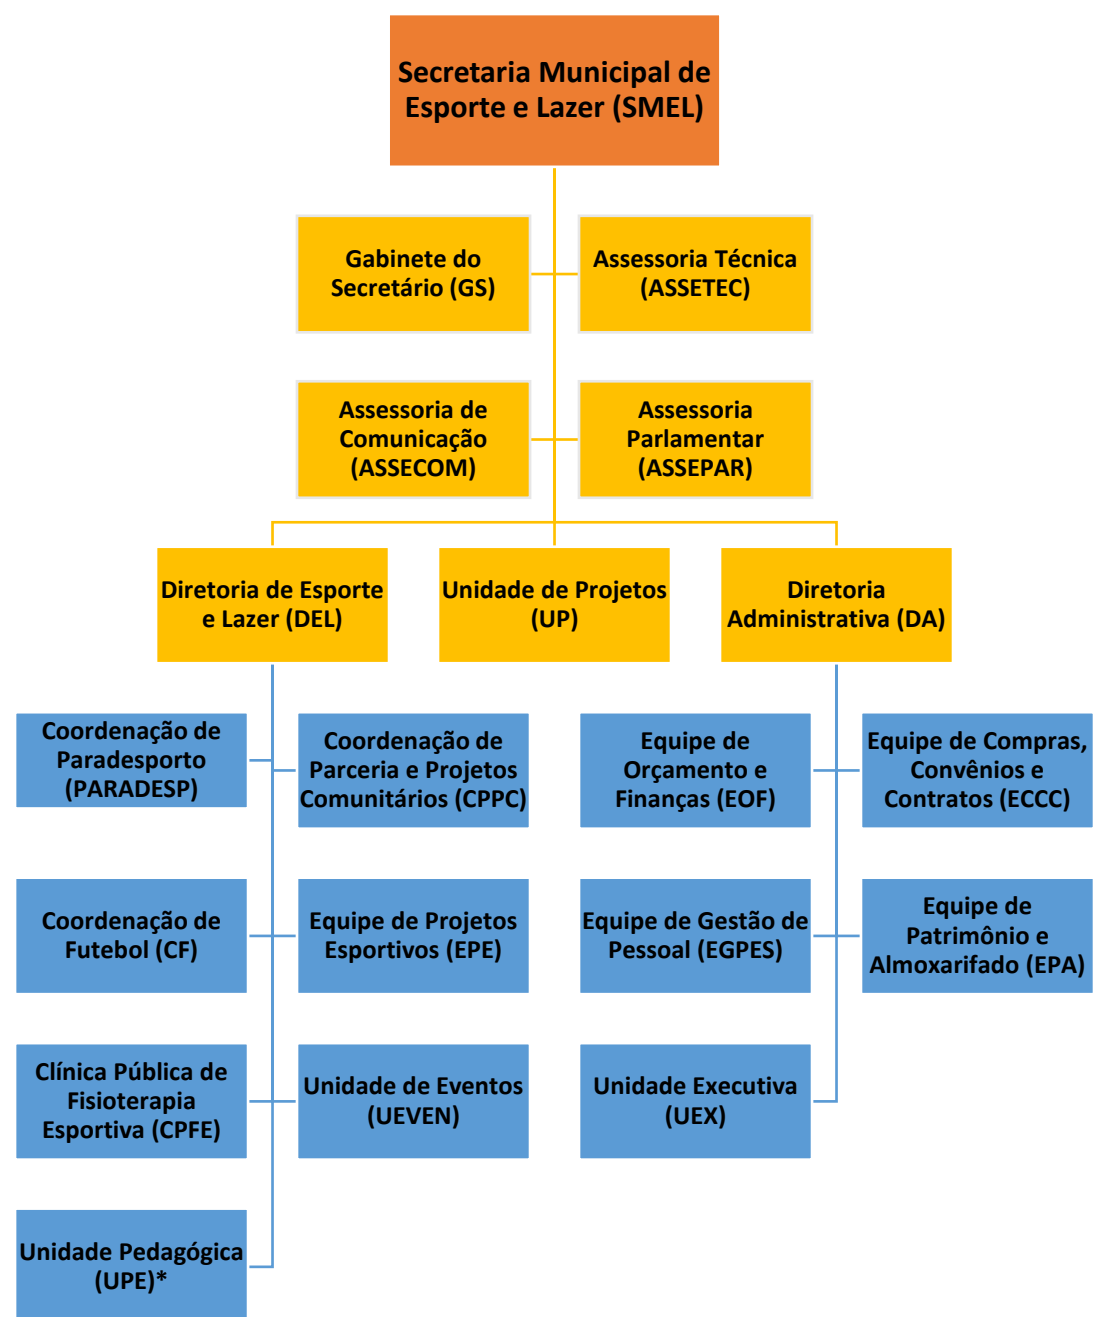 Secretaria Municipal de
Esporte e Lazer (SMEL)
Gabinete do
Secretário (GS)
Assessoria Técnica
(ASSETEC)
Assessoria de
Comunicação
(ASSECOM)
Assessoria
Parlamentar
(ASSEPAR)
Diretoria de Esporte
e Lazer (DEL)
Unidade de Projetos
(UP)
Diretoria
Administrativa (DA)
Coordenação de
Paradesporto
(PARADESP)
Coordenação de
Parceria e Projetos
Comunitários (CPPC)
Equipe de
Orçamento e
Finanças (EOF)
Equipe de Compras,
Convênios e
Contratos (ECCC)
Coordenação de
Futebol (CF)
Equipe de Projetos
Esportivos (EPE)
Equipe de Gestão de
Pessoal (EGPES)
Equipe de
Patrimônio e
Almoxarifado (EPA)
Clínica Pública de
Fisioterapia
Esportiva (CPFE)
Unidade de Eventos
(UEVEN)
Unidade Executiva
(UEX)
Unidade Pedagógica
(UPE)*